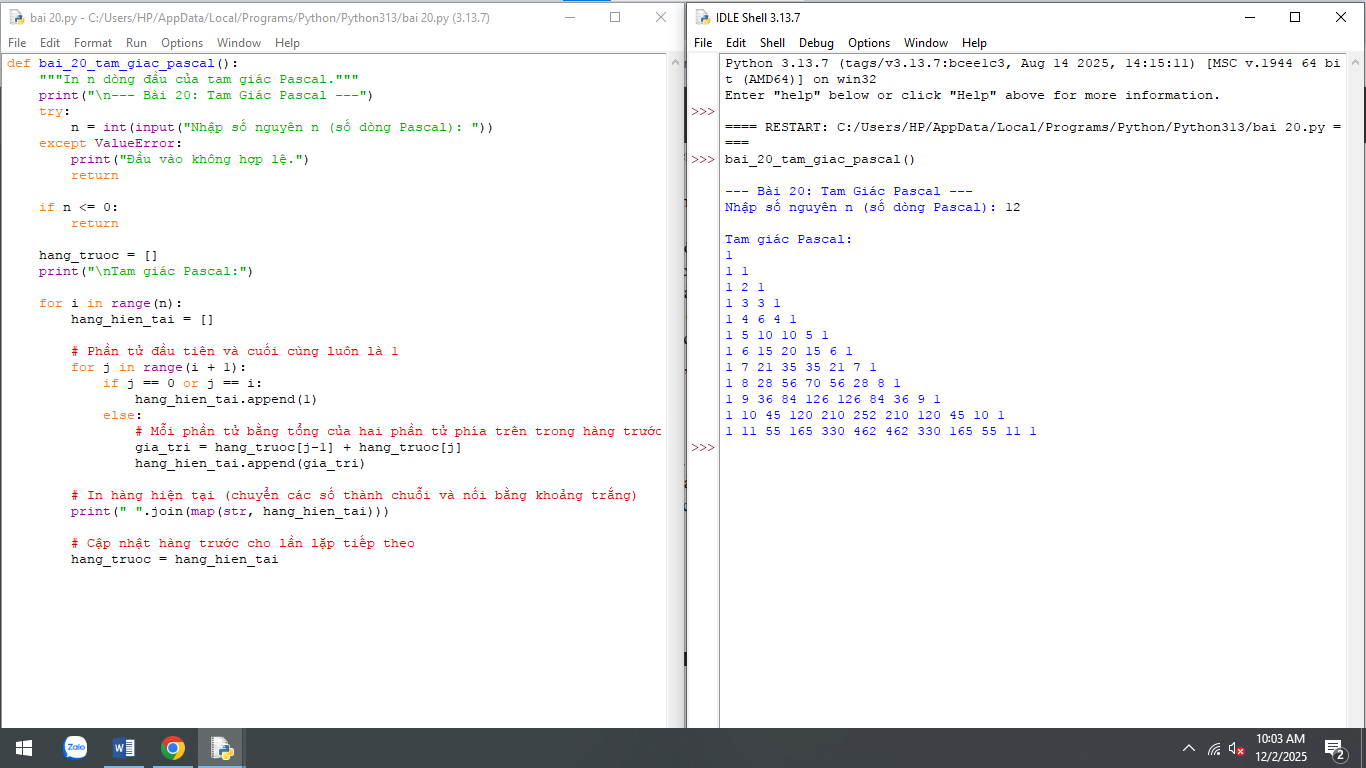 bai 20.py - C:/Users/HP/AppData/Local/Programs/Python/Python313/bai 20.py (3.13.7)
File Edit Format Run Options Window Help
def bai_20_tam_giac_pascal():
    """In n dòng đầu của tam giác Pascal."""
    print("\n--- Bài 20: Tam Giác Pascal ---")
    try:
        n = int(input("Nhập số nguyên n (số dòng Pascal): "))
    except ValueError:
        print("Đầu vào không hợp lệ.")
        return

    if n <= 0:
        return

    hang_truoc = []
    print("\nTam giác Pascal:")

    for i in range(n):
        hang_hien_tai = []

        # Phần tử đầu tiên và cuối cùng luôn là 1
        for j in range(i + 1):
            if j == 0 or j == i:
                hang_hien_tai.append(1)
            else:
                # Mỗi phần tử bằng tổng của hai phần tử phía trên trong hàng trước
                gia_tri = hang_truoc[j-1] + hang_truoc[j]
                hang_hien_tai.append(gia_tri)

        # In hàng hiện tại (chuyển các số thành chuỗi và nối bằng khoảng trắng)
        print(" ".join(map(str, hang_hien_tai)))

        # Cập nhật hàng trước cho lần lặp tiếp theo
        hang_truoc = hang_hien_tai
IDLE Shell 3.13.7
File Edit Shell Debug Options Window Help
Python 3.13.7 (tags/v3.13.7:bcee1c3, Aug 14 2025, 14:15:11) [MSC v.1944 64 bi
t (AMD64)] on win32
Enter "help" below or click "Help" above for more information.
>>>
==== RESTART: C:/Users/HP/AppData/Local/Programs/Python/Python313/bai 20.py =
===
>>> bai_20_tam_giac_pascal()

--- Bài 20: Tam Giác Pascal ---
Nhập số nguyên n (số dòng Pascal): 12

Tam giác Pascal:
1
1 1
1 2 1
1 3 3 1
1 4 6 4 1
1 5 10 10 5 1
1 6 15 20 15 6 1
1 7 21 35 35 21 7 1
1 8 28 56 70 56 28 8 1
1 9 36 84 126 126 84 36 9 1
1 10 45 120 210 252 210 120 45 10 1
1 11 55 165 330 462 462 330 165 55 11 1
>>>
Zalo
10:03 AM
12/2/2025
2